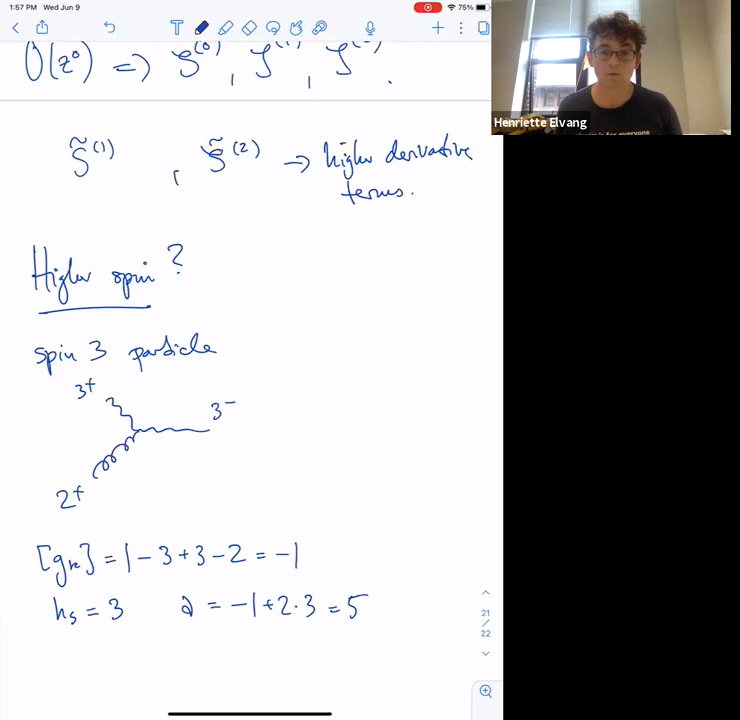 1:57 PM Wed Jun 9
75%
O(z⁰) => S⁽⁰⁾, S⁽¹⁾, S⁽²⁾.
Henriette Elvang
S̃⁽¹⁾, S̃⁽²⁾ → higher derivative
terms.
Higher spin ?
spin 3 particle
3+
3-
2+
[g_k] = 1 - 3 + 3 - 2 = -1
h_s = 3 a = -1 + 2·3 = 5
21
/
22